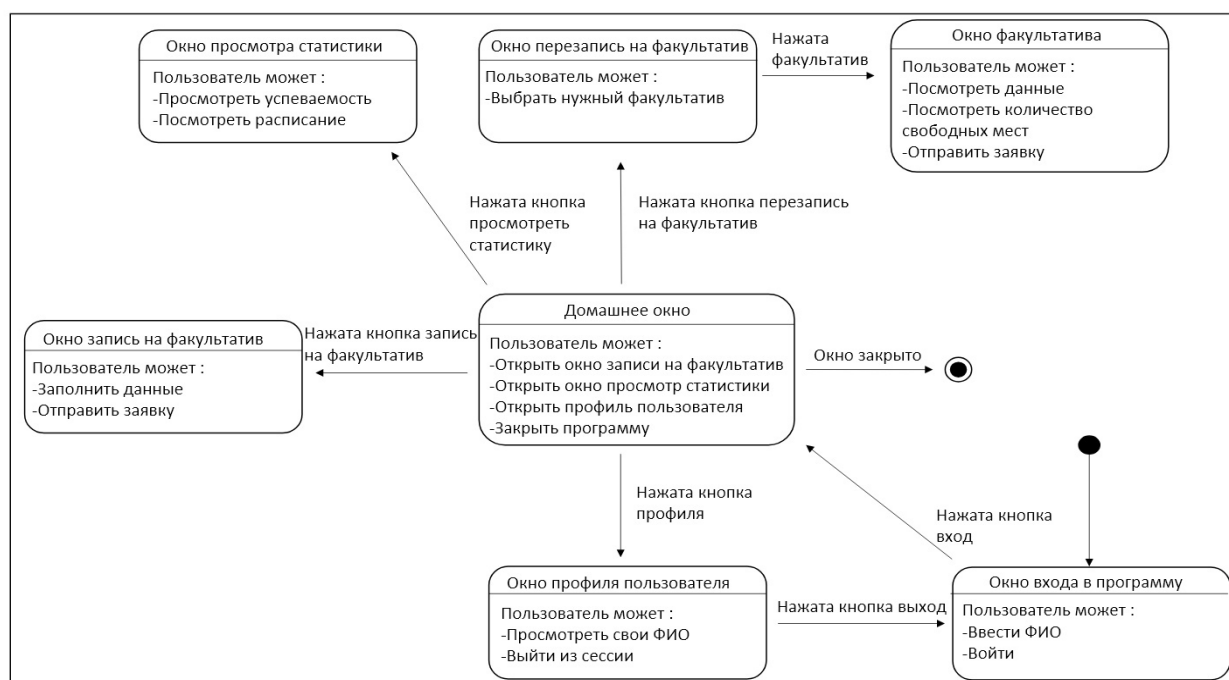 Окно просмотра статистики
Пользователь может :
-Просмотреть успеваемость
-Посмотреть расписание
Окно перезапись на факультатив
Пользователь может :
-Выбрать нужный факультатив
Нажата
факультатив
Окно факультатива
Пользователь может :
-Посмотреть данные
-Посмотреть количество
свободных мест
-Отправить заявку
Нажата кнопка
просмотреть
статистику
Нажата кнопка перезапись
на факультатив
Окно запись на факультатив
Пользователь может :
-Заполнить данные
-Отправить заявку
Нажата кнопка запись
на факультатив
Домашнее окно
Пользователь может :
-Открыть окно записи на факультатив
-Открыть окно просмотр статистики
-Открыть профиль пользователя
-Закрыть программу
Окно закрыто
Нажата кнопка
профиля
Нажата кнопка
вход
Окно профиля пользователя
Пользователь может :
-Просмотреть свои ФИО
-Выйти из сессии
Нажата кнопка выход
Окно входа в программу
Пользователь может :
-Ввести ФИО
-Войти